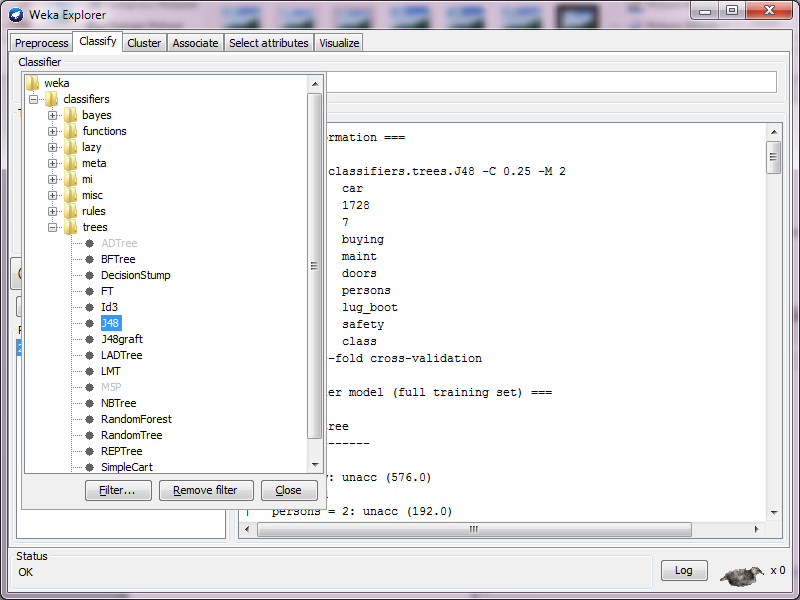 Weka Explorer
Preprocess Classify Cluster Associate Select attributes Visualize
Classifier
weka
classifiers
bayes
functions
lazy
meta
mi
misc
rules
trees
ADTree
BFTree
DecisionStump
FT
Id3
J48
J48graft
LADTree
LMT
M5P
NBTree
RandomForest
RandomTree
REPTree
SimpleCart
Filter... Remove filter Close
rmation ===
classifiers.trees.J48 -C 0.25 -M 2
car
1728
7
buying
maint
doors
persons
lug_boot
safety
class
-fold cross-validation
er model (full training set) ===
ree
------
: unacc (576.0)
| persons = 2: unacc (192.0)
Status
OK
Log
x 0